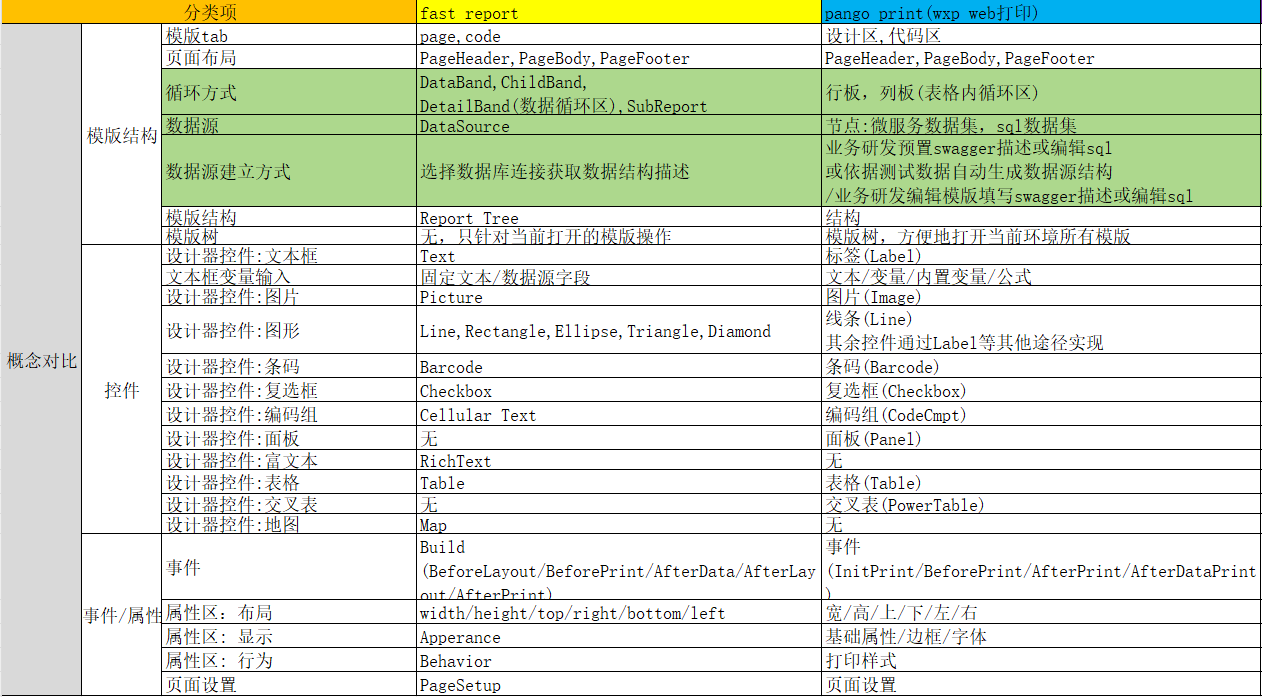 分类项 fast report pango print(wxp web打印)
概念对比
模版结构
模版tab page,code 设计区,代码区
页面布局 PageHeader,PageBody,PageFooter PageHeader,PageBody,PageFooter
循环方式 DataBand,ChildBand,
DetailBand(数据循环区),SubReport 行板，列板(表格内循环区)
数据源 DataSource 节点:微服务数据集，sql数据集
数据源建立方式 选择数据库连接获取数据结构描述 业务研发预置swagger描述或编辑sql
或依据测试数据自动生成数据源结构
/业务研发编辑模版填写swagger描述或编辑sql
模版结构 Report Tree 结构
模版树 无，只针对当前打开的模版操作 模版树，方便地打开当前环境所有模版
控件
设计器控件:文本框 Text 标签(Label)
文本框变量输入 固定文本/数据源字段 文本/变量/内置变量/公式
设计器控件:图片 Picture 图片(Image)
设计器控件:图形 Line,Rectangle,Ellipse,Triangle,Diamond 线条(Line)
其余控件通过Label等其他途径实现
设计器控件:条码 Barcode 条码(Barcode)
设计器控件:复选框 Checkbox 复选框(Checkbox)
设计器控件:编码组 Cellular Text 编码组(CodeCmpt)
设计器控件:面板 无 面板(Panel)
设计器控件:富文本 RichText 无
设计器控件:表格 Table 表格(Table)
设计器控件:交叉表 无 交叉表(PowerTable)
设计器控件:地图 Map 无
事件/属性
事件 Build
(BeforeLayout/BeforePrint/AfterData/AfterLay
out/AfterPrint) 事件
(InitPrint/BeforePrint/AfterPrint/AfterDataPrint
)
属性区：布局 width/height/top/right/bottom/left 宽/高/上/下/左/右
属性区: 显示 Apperance 基础属性/边框/字体
属性区: 行为 Behavior 打印样式
页面设置 PageSetup 页面设置